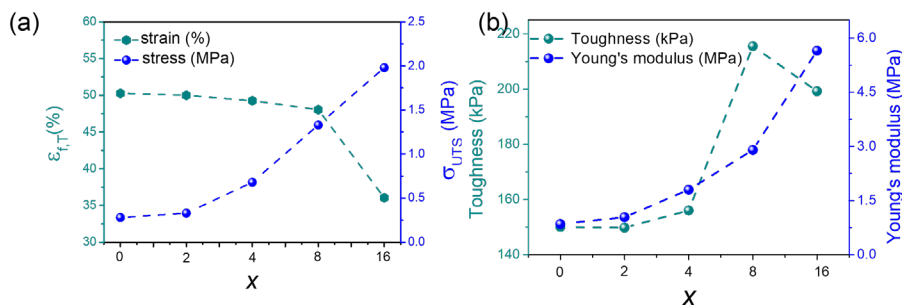 (a)
60
55
50
45
40
35
30
εf,T(%)
strain (%)
stress (MPa)
2.5
2.0
1.5
1.0
0.5
0.0
σUTS (MPa)
0 2 4 8 16
x
(b)
220
200
180
160
140
Toughness (kPa)
Toughness (kPa)
Young's modulus (MPa)
6.0
4.5
3.0
1.5
0.0
Young's modulus (MPa)
0 2 4 8 16
x